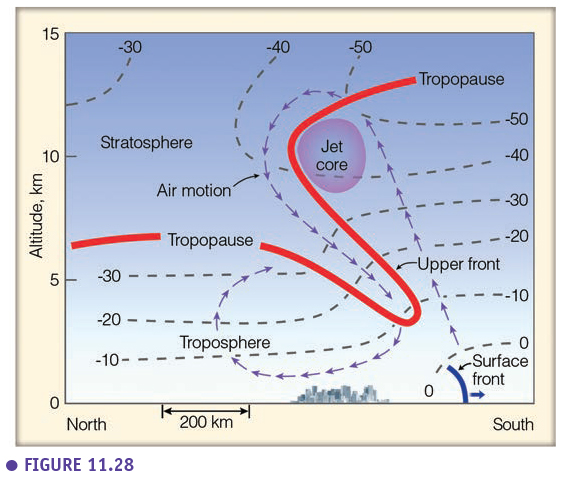 15
-30
-40
-50
Tropopause
-50
Stratosphere
Jet
core
10
-40
Air motion
-30
Altitude, km
Tropopause
-20
Upper front
5
-30
-10
-20
Troposphere
0
-10
Surface
front
0
0
North
200 km
South
● FIGURE 11.28